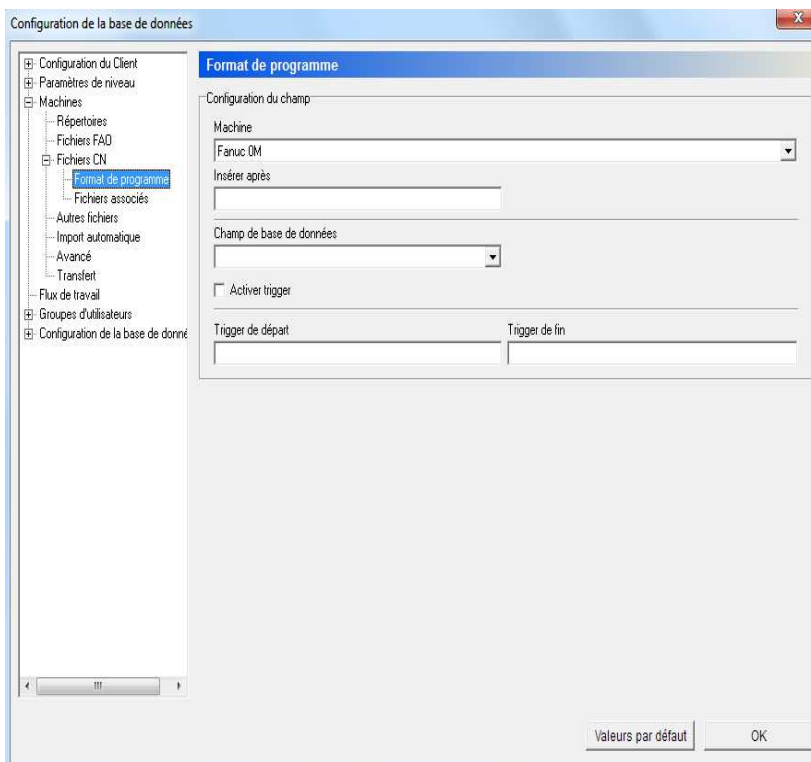 Configuration de la base de données
Configuration du Client
Paramètres de niveau
Machines
Répertoires
Fichiers FAO
Fichiers CN
Format de programme
Fichiers associés
Autres fichiers
Import automatique
Avancé
Transfert
Flux de travail
Groupes d'utilisateurs
Configuration de la base de donné
Format de programme
Configuration du champ
Machine
Fanuc 0M
Insérer après
Champ de base de données
Activer trigger
Trigger de départ Trigger de fin
Valeurs par défaut OK